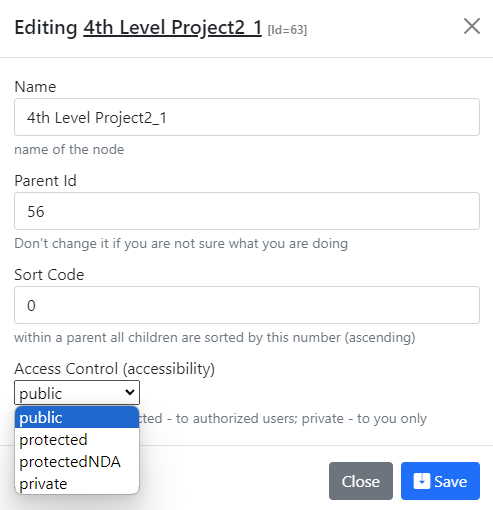 Editing 4th Level Project2_1 [Id=63]
Name
4th Level Project2_1
name of the node
Parent Id
56
Don't change it if you are not sure what you are doing
Sort Code
0
within a parent all children are sorted by this number (ascending)
Access Control (accessibility)
public
public
- to authorized users; private - to you only
protected
protectedNDA
private
Close
Save